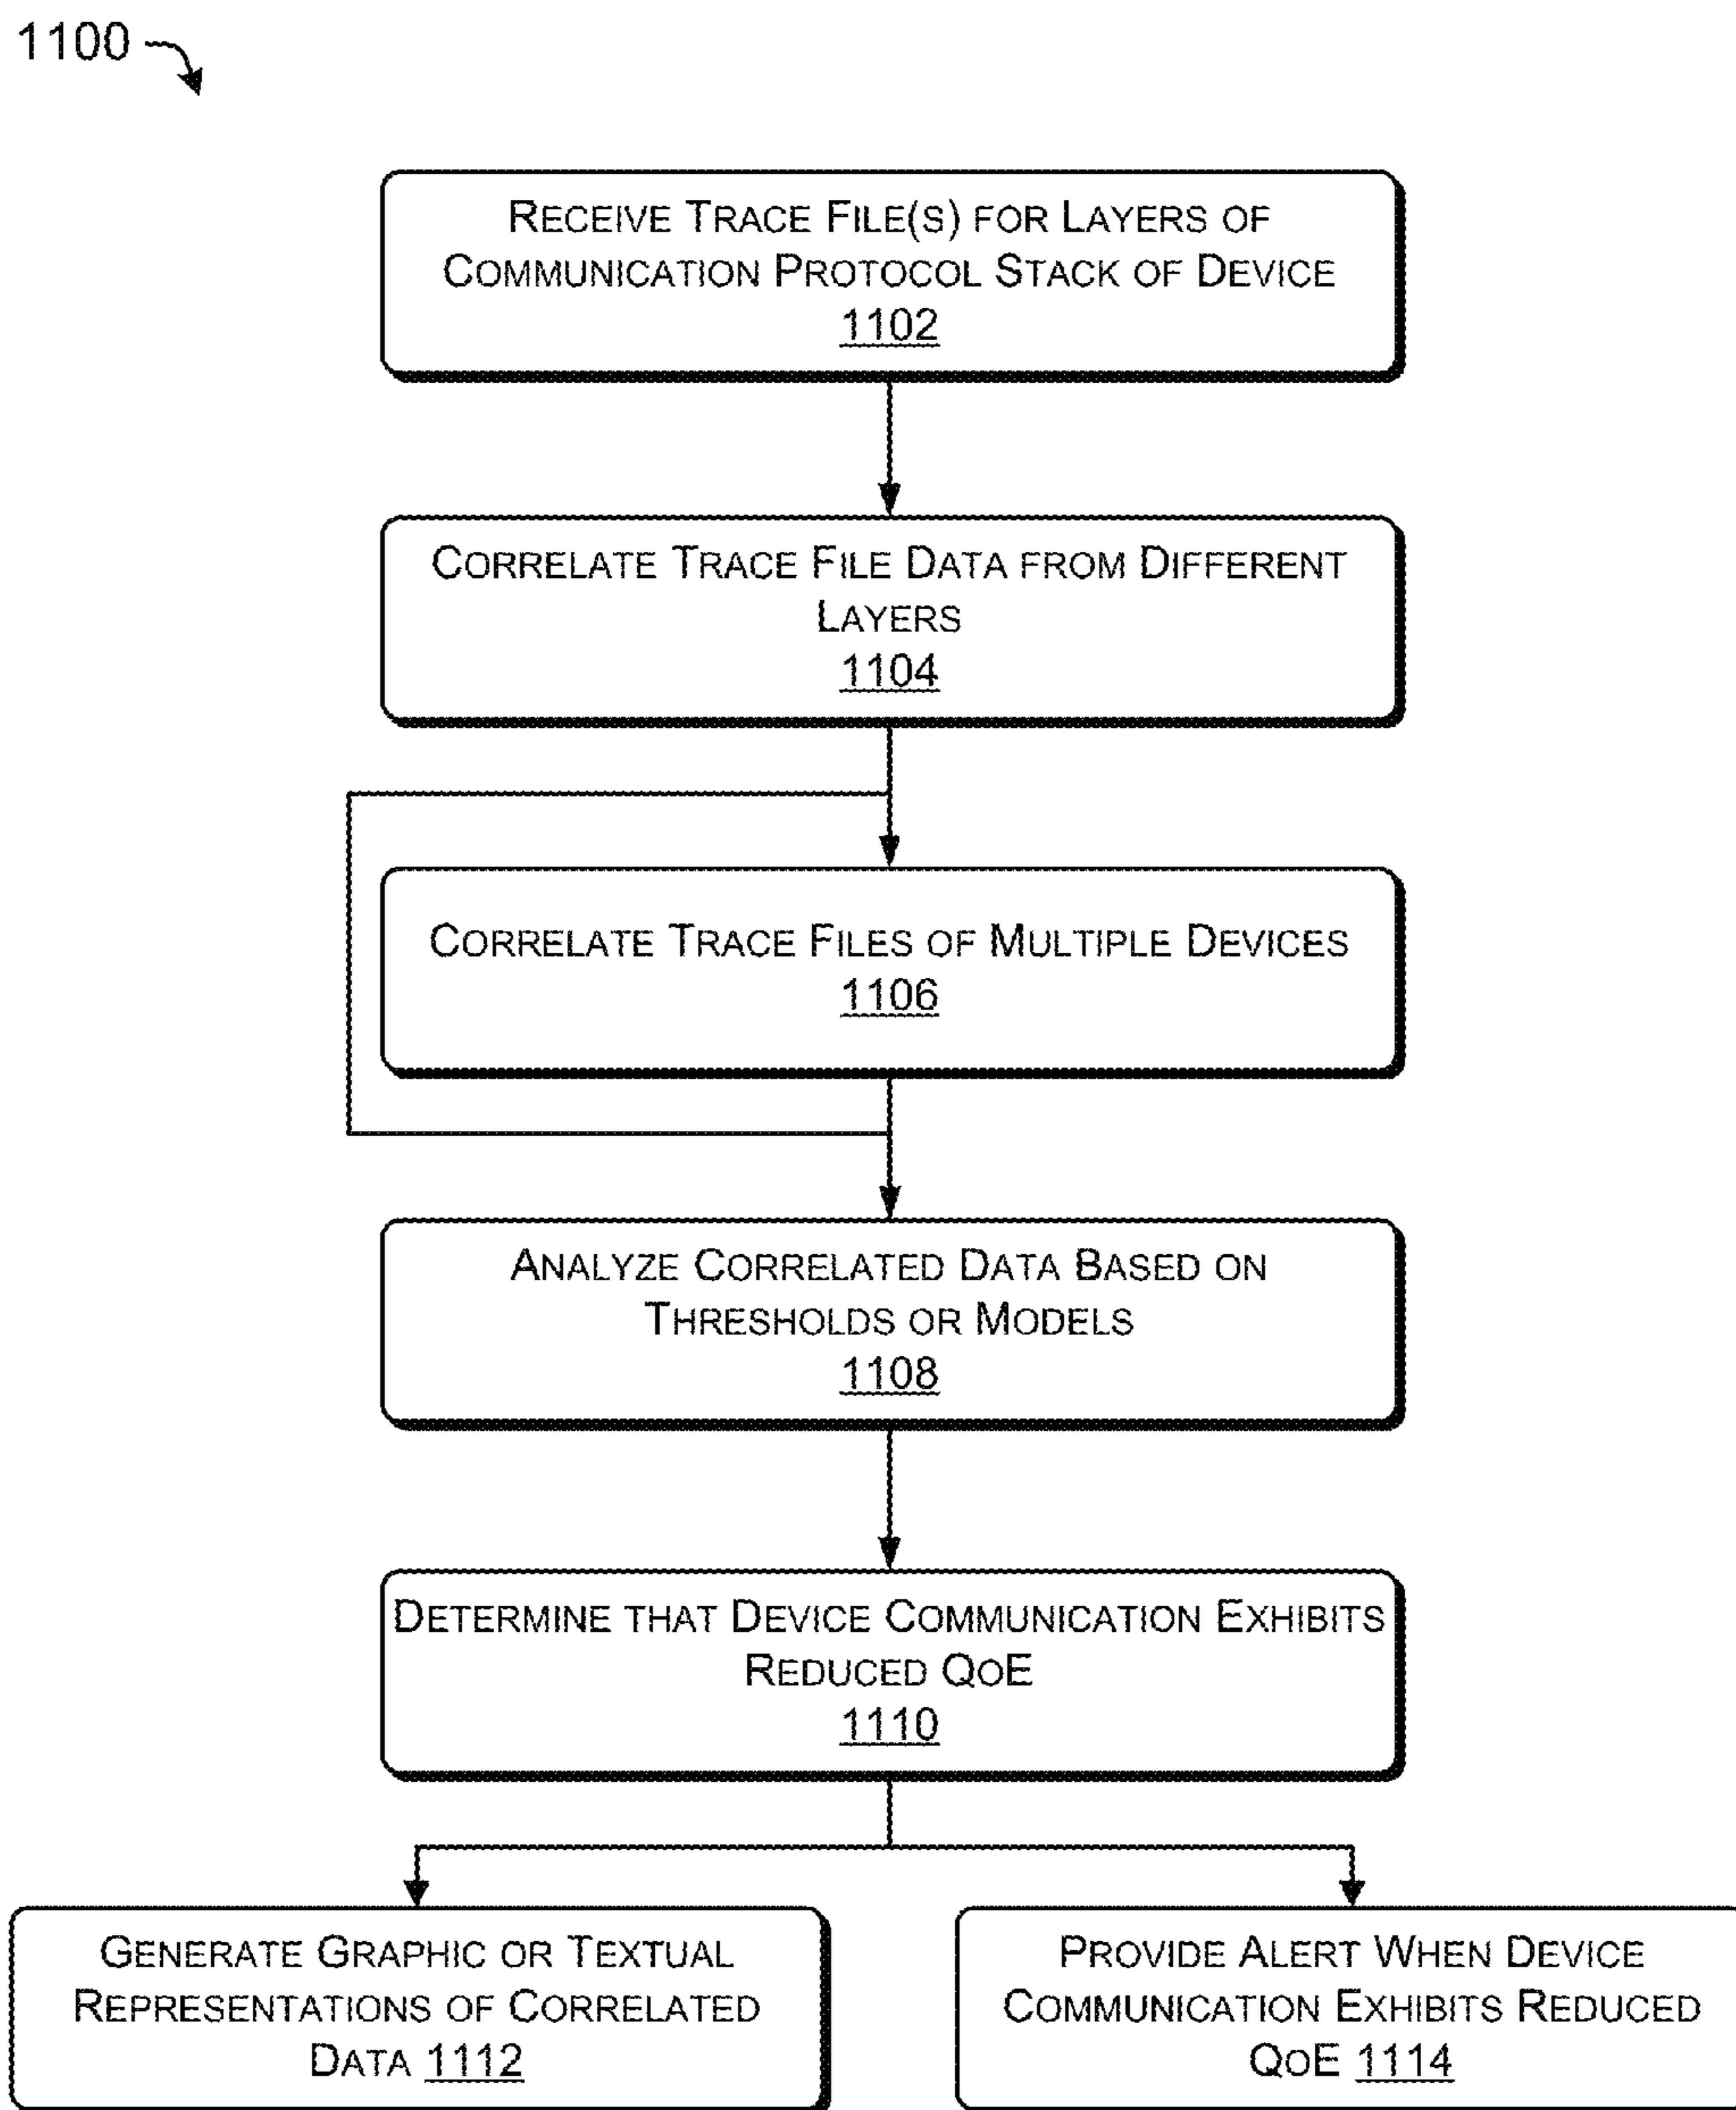 1100
RECEIVE TRACE FILE(S) FOR LAYERS OF
COMMUNICATION PROTOCOL STACK OF DEVICE
1102
CORRELATE TRACE FILE DATA FROM DIFFERENT
LAYERS
1104
CORRELATE TRACE FILES OF MULTIPLE DEVICES
1106
ANALYZE CORRELATED DATA BASED ON
THRESHOLDS OR MODELS
1108
DETERMINE THAT DEVICE COMMUNICATION EXHIBITS
REDUCED QOE
1110
GENERATE GRAPHIC OR TEXTUAL
REPRESENTATIONS OF CORRELATED
DATA 1112
PROVIDE ALERT WHEN DEVICE
COMMUNICATION EXHIBITS REDUCED
QOE 1114